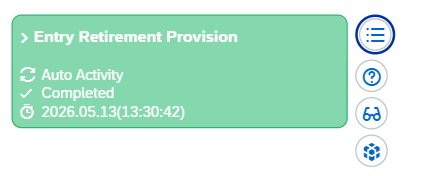 Entry Retirement Provision
Auto Activity
Completed
2026.05.13(13:30:42)